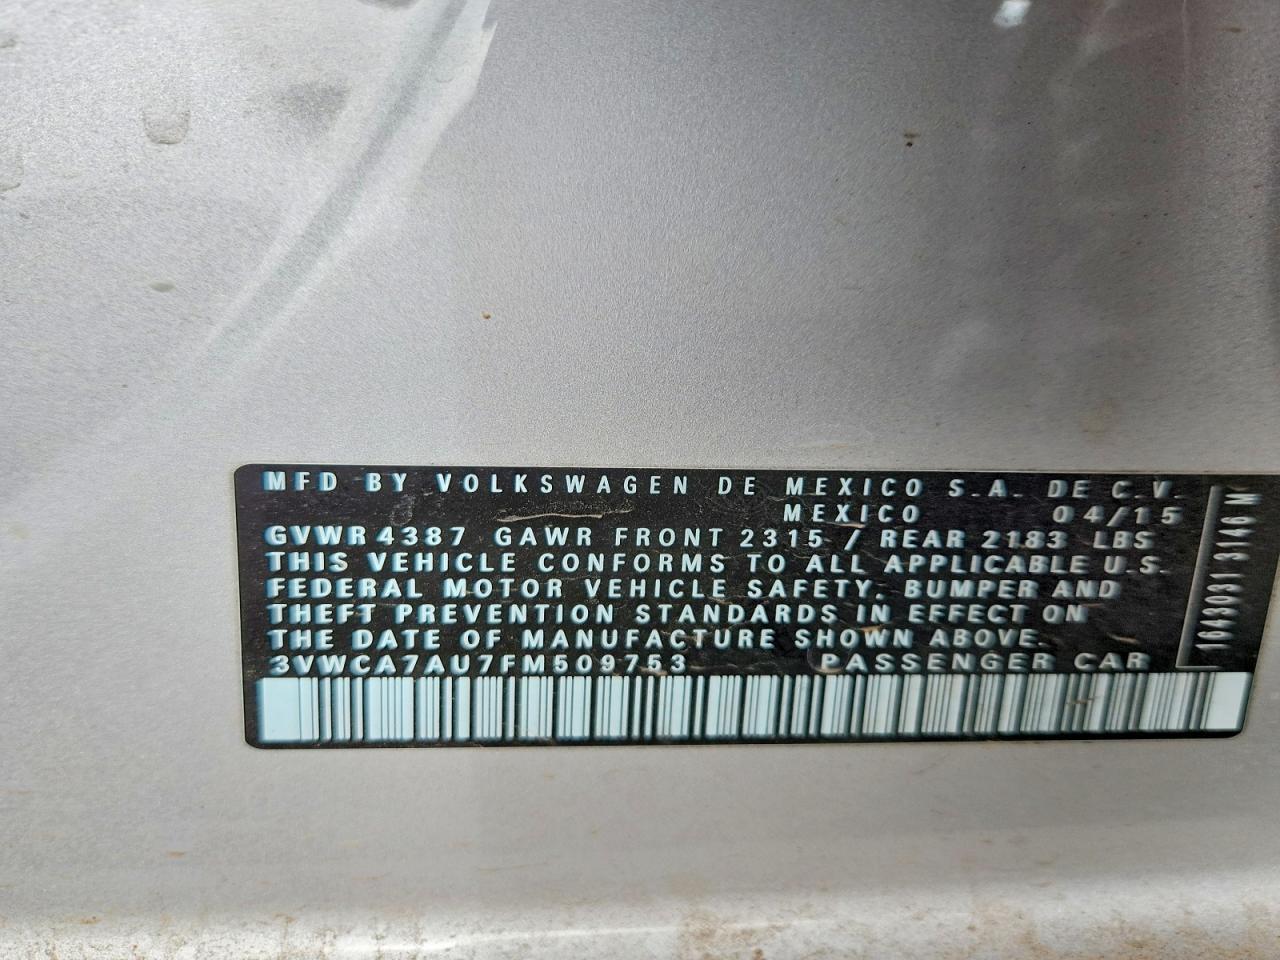 MFD BY VOLKSWAGEN DE MEXICO S.A. DE C.V.
MEXICO 04/15
GVWR 4387 GAWR FRONT 2315 / REAR 2183 LBS
THIS VEHICLE CONFORMS TO ALL APPLICABLE U.S.
FEDERAL MOTOR VEHICLE SAFETY, BUMPER AND
THEFT PREVENTION STANDARDS IN EFFECT ON
THE DATE OF MANUFACTURE SHOWN ABOVE.
3VWCA7AU7FM509753 PASSENGER CAR
1643031 3146 M